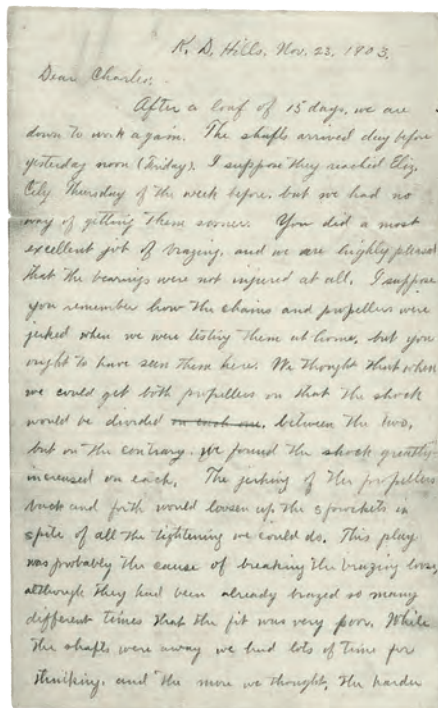 K. D. Hills, Nov. 23, 1903.
Dear Charles:
After a loaf of 15 days, we are
down to work again. The shafts arrived day before
yesterday noon (Friday). I suppose they reached Eliz.
City Thursday of the week before, but we had no
way of getting them sooner. You did a most
excellent job of brazing, and we are highly pleased
that the bearings were not injured at all. I suppose
you remember how the chains and propellers were
jerked when we were testing them at home, but you
ought to have seen them here. We thought that when
we could get both propellers on that the shock
would be divided on each one, between the two,
but on the contrary, we found the shock greatly
increased on each. The jerking of the propellers
back and forth would loosen up the sprockets in
spite of all the tightening we could do. This play
was probably the cause of breaking the brazing loose,
although they had been already brazed so many
different times that the fit was very poor. While
the shafts were away we had lots of time for
thinking, and the more we thought, the harder